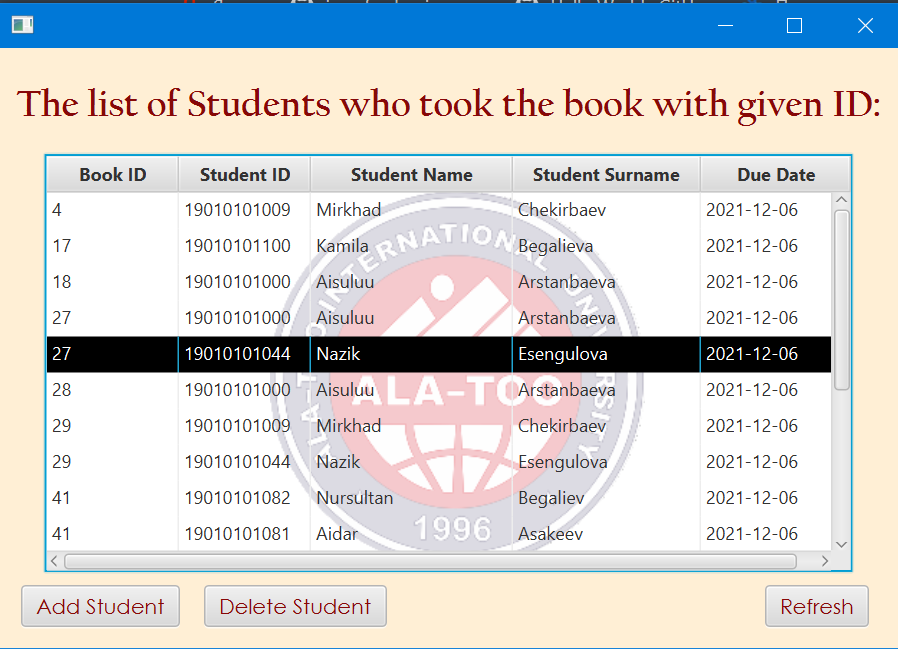 The list of Students who took the book with given ID:
Book ID Student ID Student Name Student Surname Due Date
4 19010101009 Mirkhad Chekirbaev 2021-12-06
17 19010101100 Kamila Begalieva 2021-12-06
18 19010101000 Aisuluu Arstanbaeva 2021-12-06
27 19010101000 Aisuluu Arstanbaeva 2021-12-06
27 19010101044 Nazik Esengulova 2021-12-06
28 19010101000 Aisuluu Arstanbaeva 2021-12-06
29 19010101009 Mirkhad Chekirbaev 2021-12-06
29 19010101044 Nazik Esengulova 2021-12-06
41 19010101082 Nursultan Begaliev 2021-12-06
41 19010101081 Aidar Asakeev 2021-12-06
ALA-TOO INTERNATIONAL UNIVERSITY
ALA-TOO
1996
Add Student Delete Student Refresh